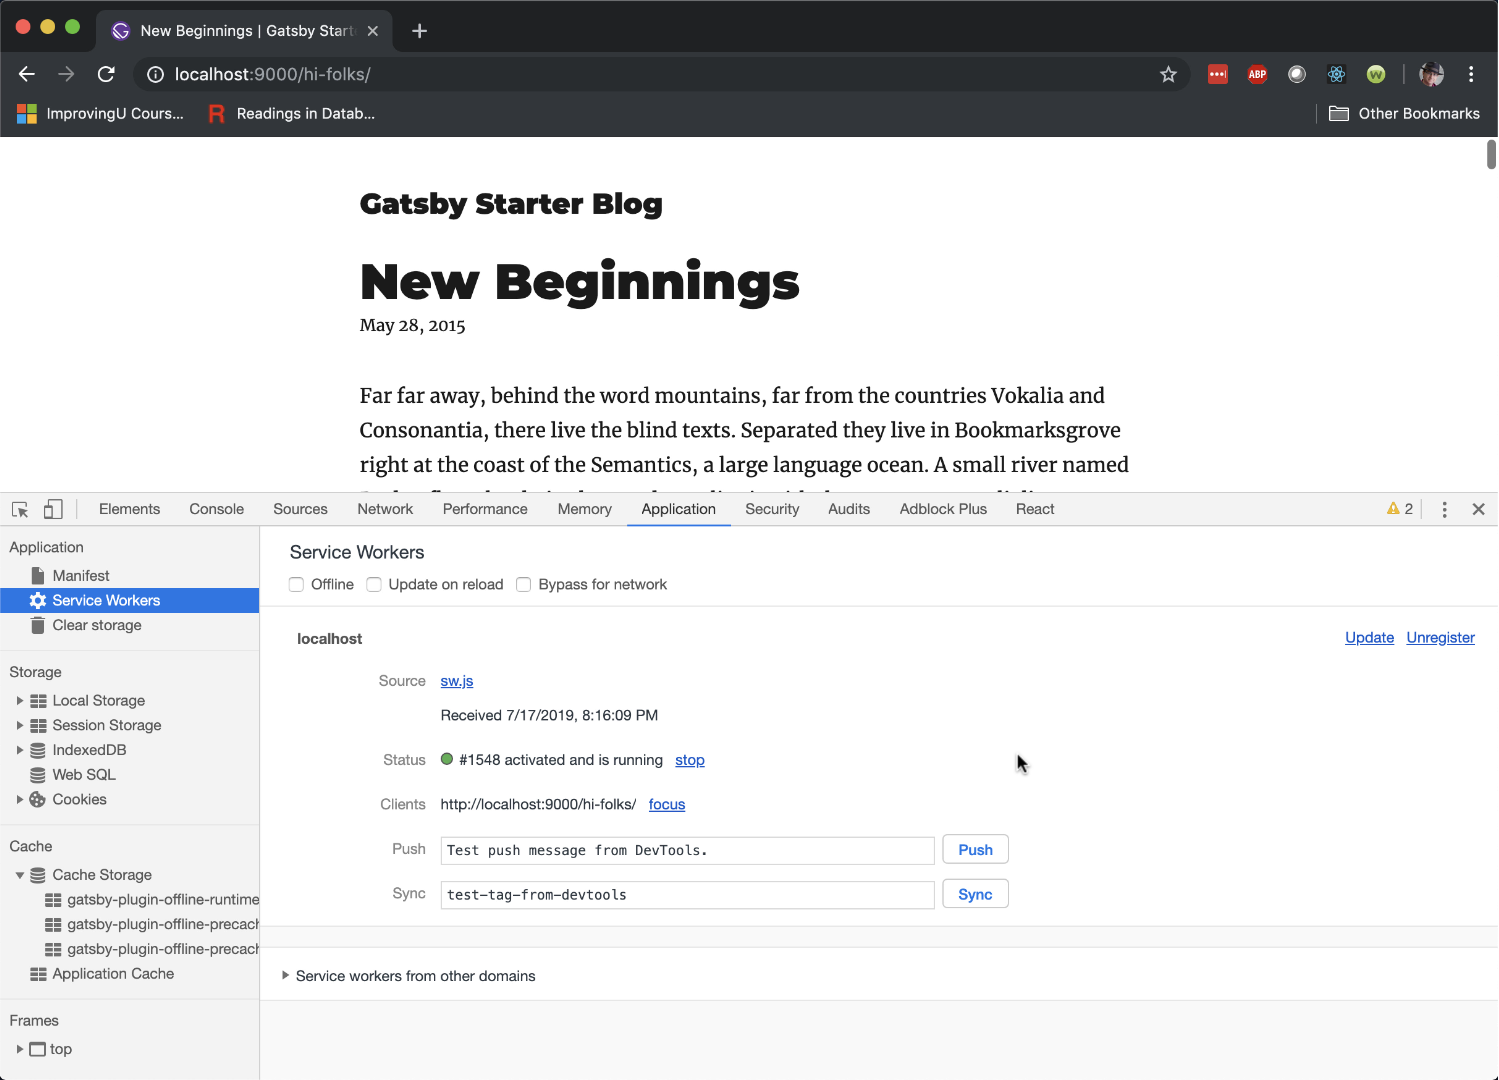 New Beginnings | Gatsby Start
localhost:9000/hi-folks/
ABP
W
ImprovingU Cours...
Readings in Datab...
Other Bookmarks
Gatsby Starter Blog
New Beginnings
May 28, 2015
Far far away, behind the word mountains, far from the countries Vokalia and
Consonantia, there live the blind texts. Separated they live in Bookmarksgrove
right at the coast of the Semantics, a large language ocean. A small river named
Elements Console Sources Network Performance Memory Application Security Audits Adblock Plus React 2
Application
Manifest
Service Workers
Clear storage
Storage
Local Storage
Session Storage
IndexedDB
Web SQL
Cookies
Cache
Cache Storage
gatsby-plugin-offline-runtime
gatsby-plugin-offline-precach
gatsby-plugin-offline-precach
Application Cache
Frames
top
Service Workers
Offline Update on reload Bypass for network
localhost Update Unregister
Source sw.js
Received 7/17/2019, 8:16:09 PM
Status #1548 activated and is running stop
Clients http://localhost:9000/hi-folks/ focus
Push Test push message from DevTools. Push
Sync test-tag-from-devtools Sync
Service workers from other domains